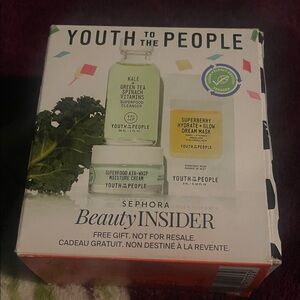 YOUTH TO THE PEOPLE
KALE
+
GREEN TEA
SPINACH
VITAMINS
SUPERFOOD
CLEANSER
YOUTH TO THE PEOPLE
SUPERBERRY
HYDRATE + GLOW
DREAM MASK
YOUTH TO THE PEOPLE
SUPERFOOD AIR-WHIP
MOISTURE CREAM
YOUTH TO THE PEOPLE
SEPHORA
Beauty INSIDER
FREE GIFT. NOT FOR RESALE.
CADEAU GRATUIT. NON DESTINÉ À LA REVENTE.